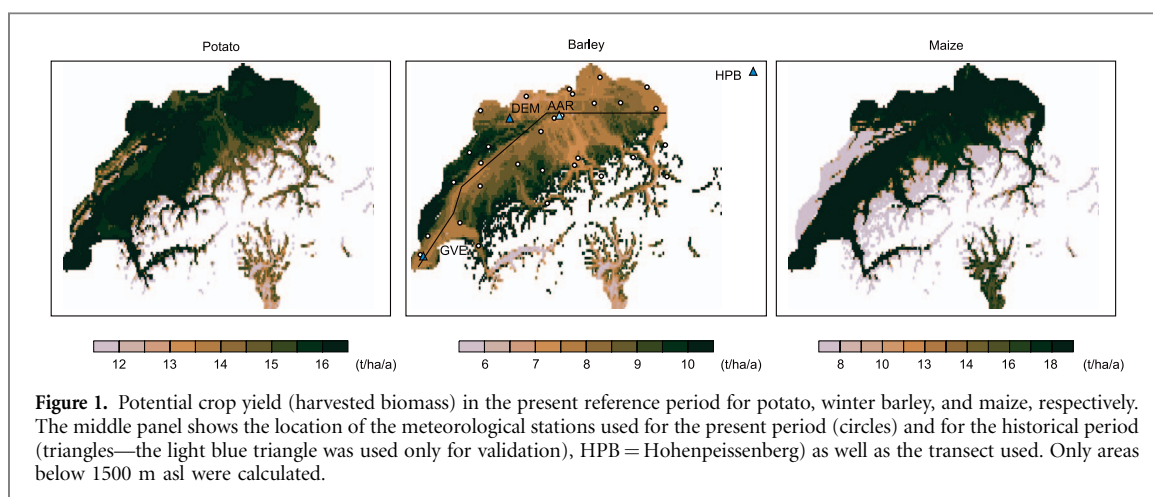 Potato
Barley
Maize
HPB
DEM
AAR
GVE
12 13 14 15 16 (t/ha/a)
6 7 8 9 10 (t/ha/a)
8 10 13 14 16 18 (t/ha/a)
Figure 1. Potential crop yield (harvested biomass) in the present reference period for potato, winter barley, and maize, respectively.
The middle panel shows the location of the meteorological stations used for the present period (circles) and for the historical period
(triangles—the light blue triangle was used only for validation), HPB = Hohenpeissenberg) as well as the transect used. Only areas
below 1500 m asl were calculated.